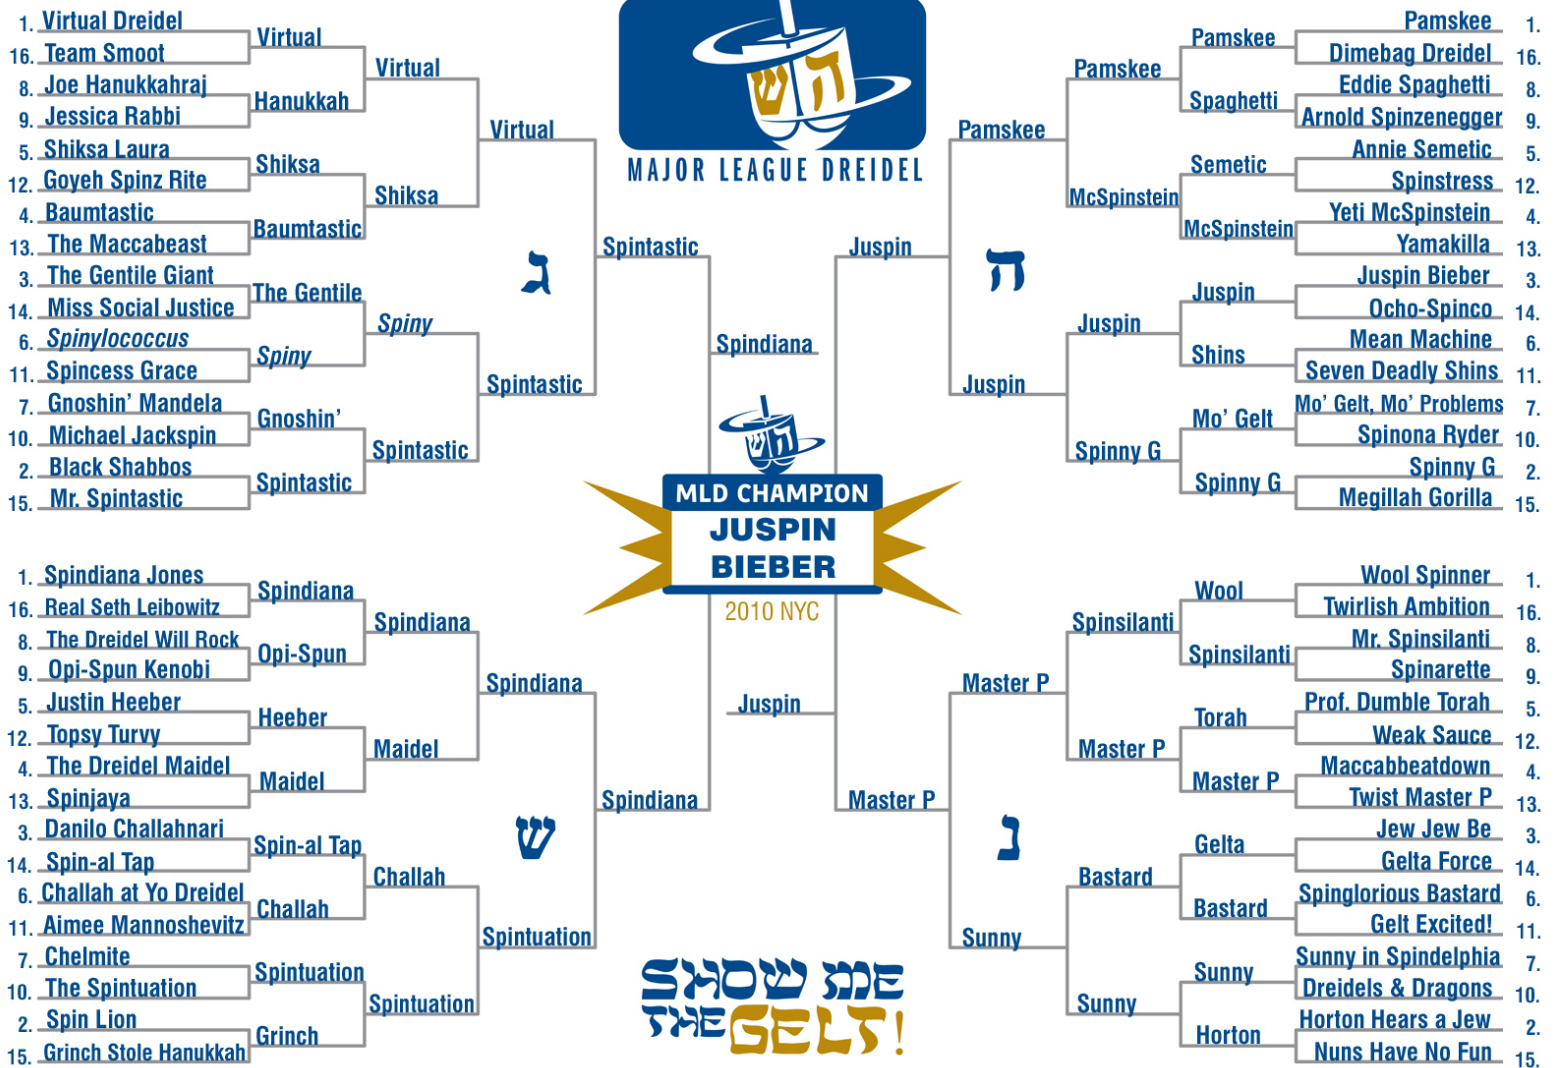 MAJOR LEAGUE DREIDEL
ש ה
1. Virtual Dreidel
16. Team Smoot
8. Joe Hanukkahraj
9. Jessica Rabbi
5. Shiksa Laura
12. Goyeh Spinz Rite
4. Baumtastic
13. The Maccabeast
3. The Gentile Giant
14. Miss Social Justice
6. Spinylococcus
11. Spincess Grace
7. Gnoshin’ Mandela
10. Michael Jackspin
2. Black Shabbos
15. Mr. Spintastic
Virtual
Hanukkah
Shiksa
Baumtastic
The Gentile
Spiny
Gnoshin’
Spintastic
Virtual
Shiksa
Spiny
Spintastic
Virtual
Spintastic
ג
Spintastic
1. Spindiana Jones
16. Real Seth Leibowitz
8. The Dreidel Will Rock
9. Opi-Spun Kenobi
5. Justin Heeber
12. Topsy Turvy
4. The Dreidel Maidel
13. Spinjaya
3. Danilo Challahnari
14. Spin-al Tap
6. Challah at Yo Dreidel
11. Aimee Mannoshevitz
7. Chelmite
10. The Spintuation
2. Spin Lion
15. Grinch Stole Hanukkah
Spindiana
Opi-Spun
Heeber
Maidel
Spin-al Tap
Challah
Spintuation
Grinch
Spindiana
Maidel
Challah
Spintuation
Spindiana
Spintuation
ש
Spindiana
Spindiana
ש ה
MLD CHAMPION
JUSPIN
BIEBER
2010 NYC
Juspin
Pamskee 1.
Dimebag Dreidel 16.
Eddie Spaghetti 8.
Arnold Spinzenegger 9.
Annie Semetic 5.
Spinstress 12.
Yeti McSpinstein 4.
Yamakilla 13.
Juspin Bieber 3.
Ocho-Spinco 14.
Mean Machine 6.
Seven Deadly Shins 11.
Mo’ Gelt, Mo’ Problems 7.
Spinona Ryder 10.
Spinny G 2.
Megillah Gorilla 15.
Pamskee
Spaghetti
Semetic
McSpinstein
Juspin
Shins
Mo’ Gelt
Spinny G
Pamskee
McSpinstein
Juspin
Spinny G
Pamskee
Juspin
ה
Juspin
Wool Spinner 1.
Twirlish Ambition 16.
Mr. Spinsilanti 8.
Spinarette 9.
Prof. Dumble Torah 5.
Weak Sauce 12.
Maccabbeatdown 4.
Twist Master P 13.
Jew Jew Be 3.
Gelta Force 14.
Spinglorious Bastard 6.
Gelt Excited! 11.
Sunny in Spindelphia 7.
Dreidels & Dragons 10.
Horton Hears a Jew 2.
Nuns Have No Fun 15.
Wool
Spinsilanti
Torah
Master P
Gelta
Bastard
Sunny
Horton
Spinsilanti
Master P
Bastard
Sunny
Master P
Sunny
נ
Master P
SHOW ME
THE GELT!